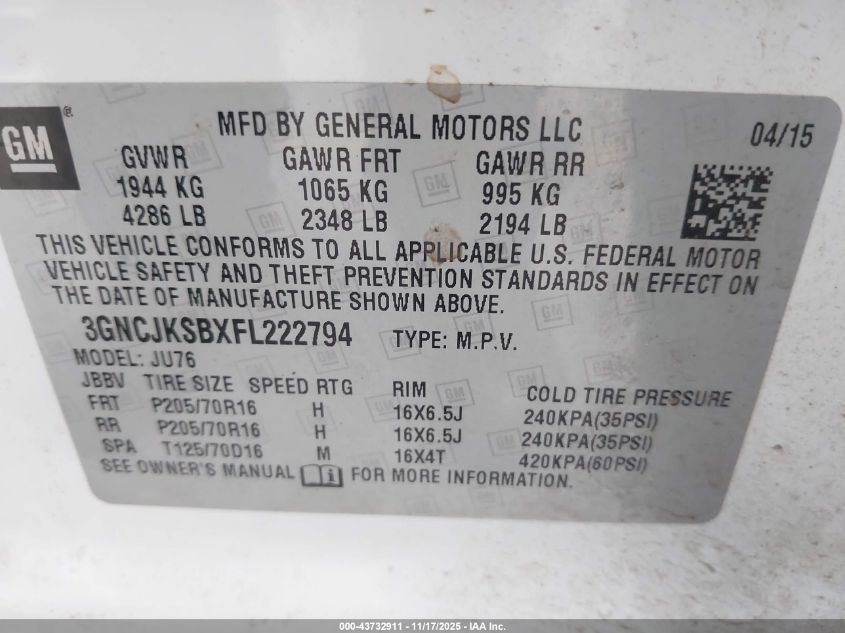 GM ®
MFD BY GENERAL MOTORS LLC 04/15
GVWR GAWR FRT GAWR RR
1944 KG 1065 KG 995 KG
4286 LB 2348 LB 2194 LB
THIS VEHICLE CONFORMS TO ALL APPLICABLE U.S. FEDERAL MOTOR
VEHICLE SAFETY AND THEFT PREVENTION STANDARDS IN EFFECT ON
THE DATE OF MANUFACTURE SHOWN ABOVE.
3GNCJKSBXFL222794 TYPE: M.P.V.
MODEL: JU76
JBBV TIRE SIZE SPEED RTG RIM COLD TIRE PRESSURE
FRT P205/70R16 H 16X6.5J 240KPA(35PSI)
RR P205/70R16 H 16X6.5J 240KPA(35PSI)
SPA T125/70D16 M 16X4T 420KPA(60PSI)
SEE OWNER'S MANUAL i FOR MORE INFORMATION.
000-43732911 - 11/17/2025 - IAA Inc.